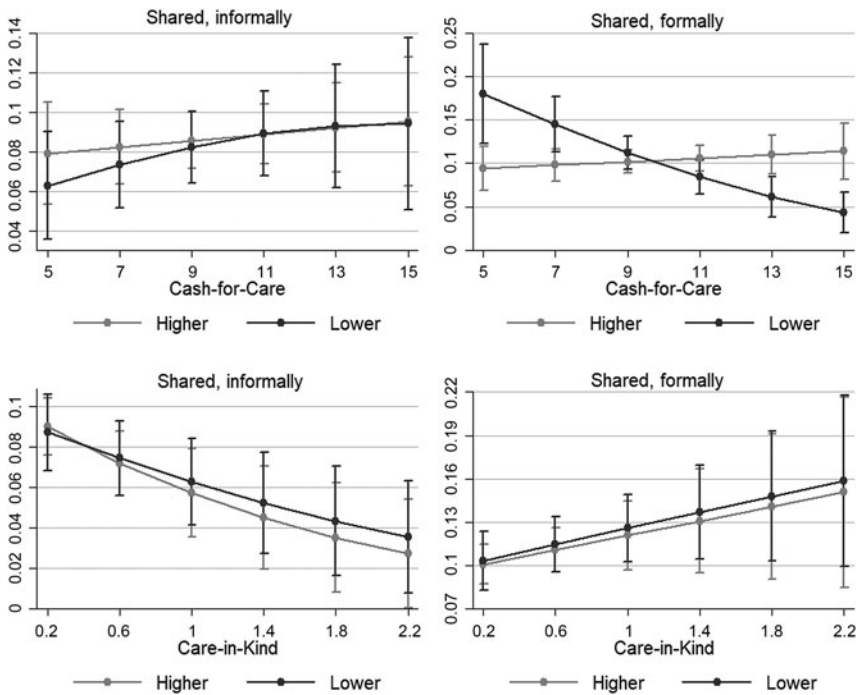 Shared, informally
0.14
0.12
0.1
0.08
0.06
0.04
5 7 9 11 13 15
Cash-for-Care
Higher Lower
Shared, formally
0.25
0.2
0.15
0.1
0.05
0
5 7 9 11 13 15
Cash-for-Care
Higher Lower
Shared, informally
0.1
0.08
0.06
0.04
0.02
0
0.2 0.6 1 1.4 1.8 2.2
Care-in-Kind
Higher Lower
Shared, formally
0.22
0.19
0.16
0.13
0.1
0.07
0.2 0.6 1 1.4 1.8 2.2
Care-in-Kind
Higher Lower